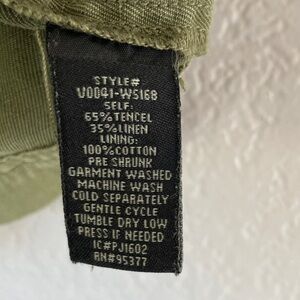 STYLE#
V0041-W5168
SELF:
65%TENCEL
35%LINEN
LINING:
100%COTTON
PRE SHRUNK
GARMENT WASHED
MACHINE WASH
COLD SEPARATELY
GENTLE CYCLE
TUMBLE DRY LOW
PRESS IF NEEDED
IC#PJ1602
RN#95377